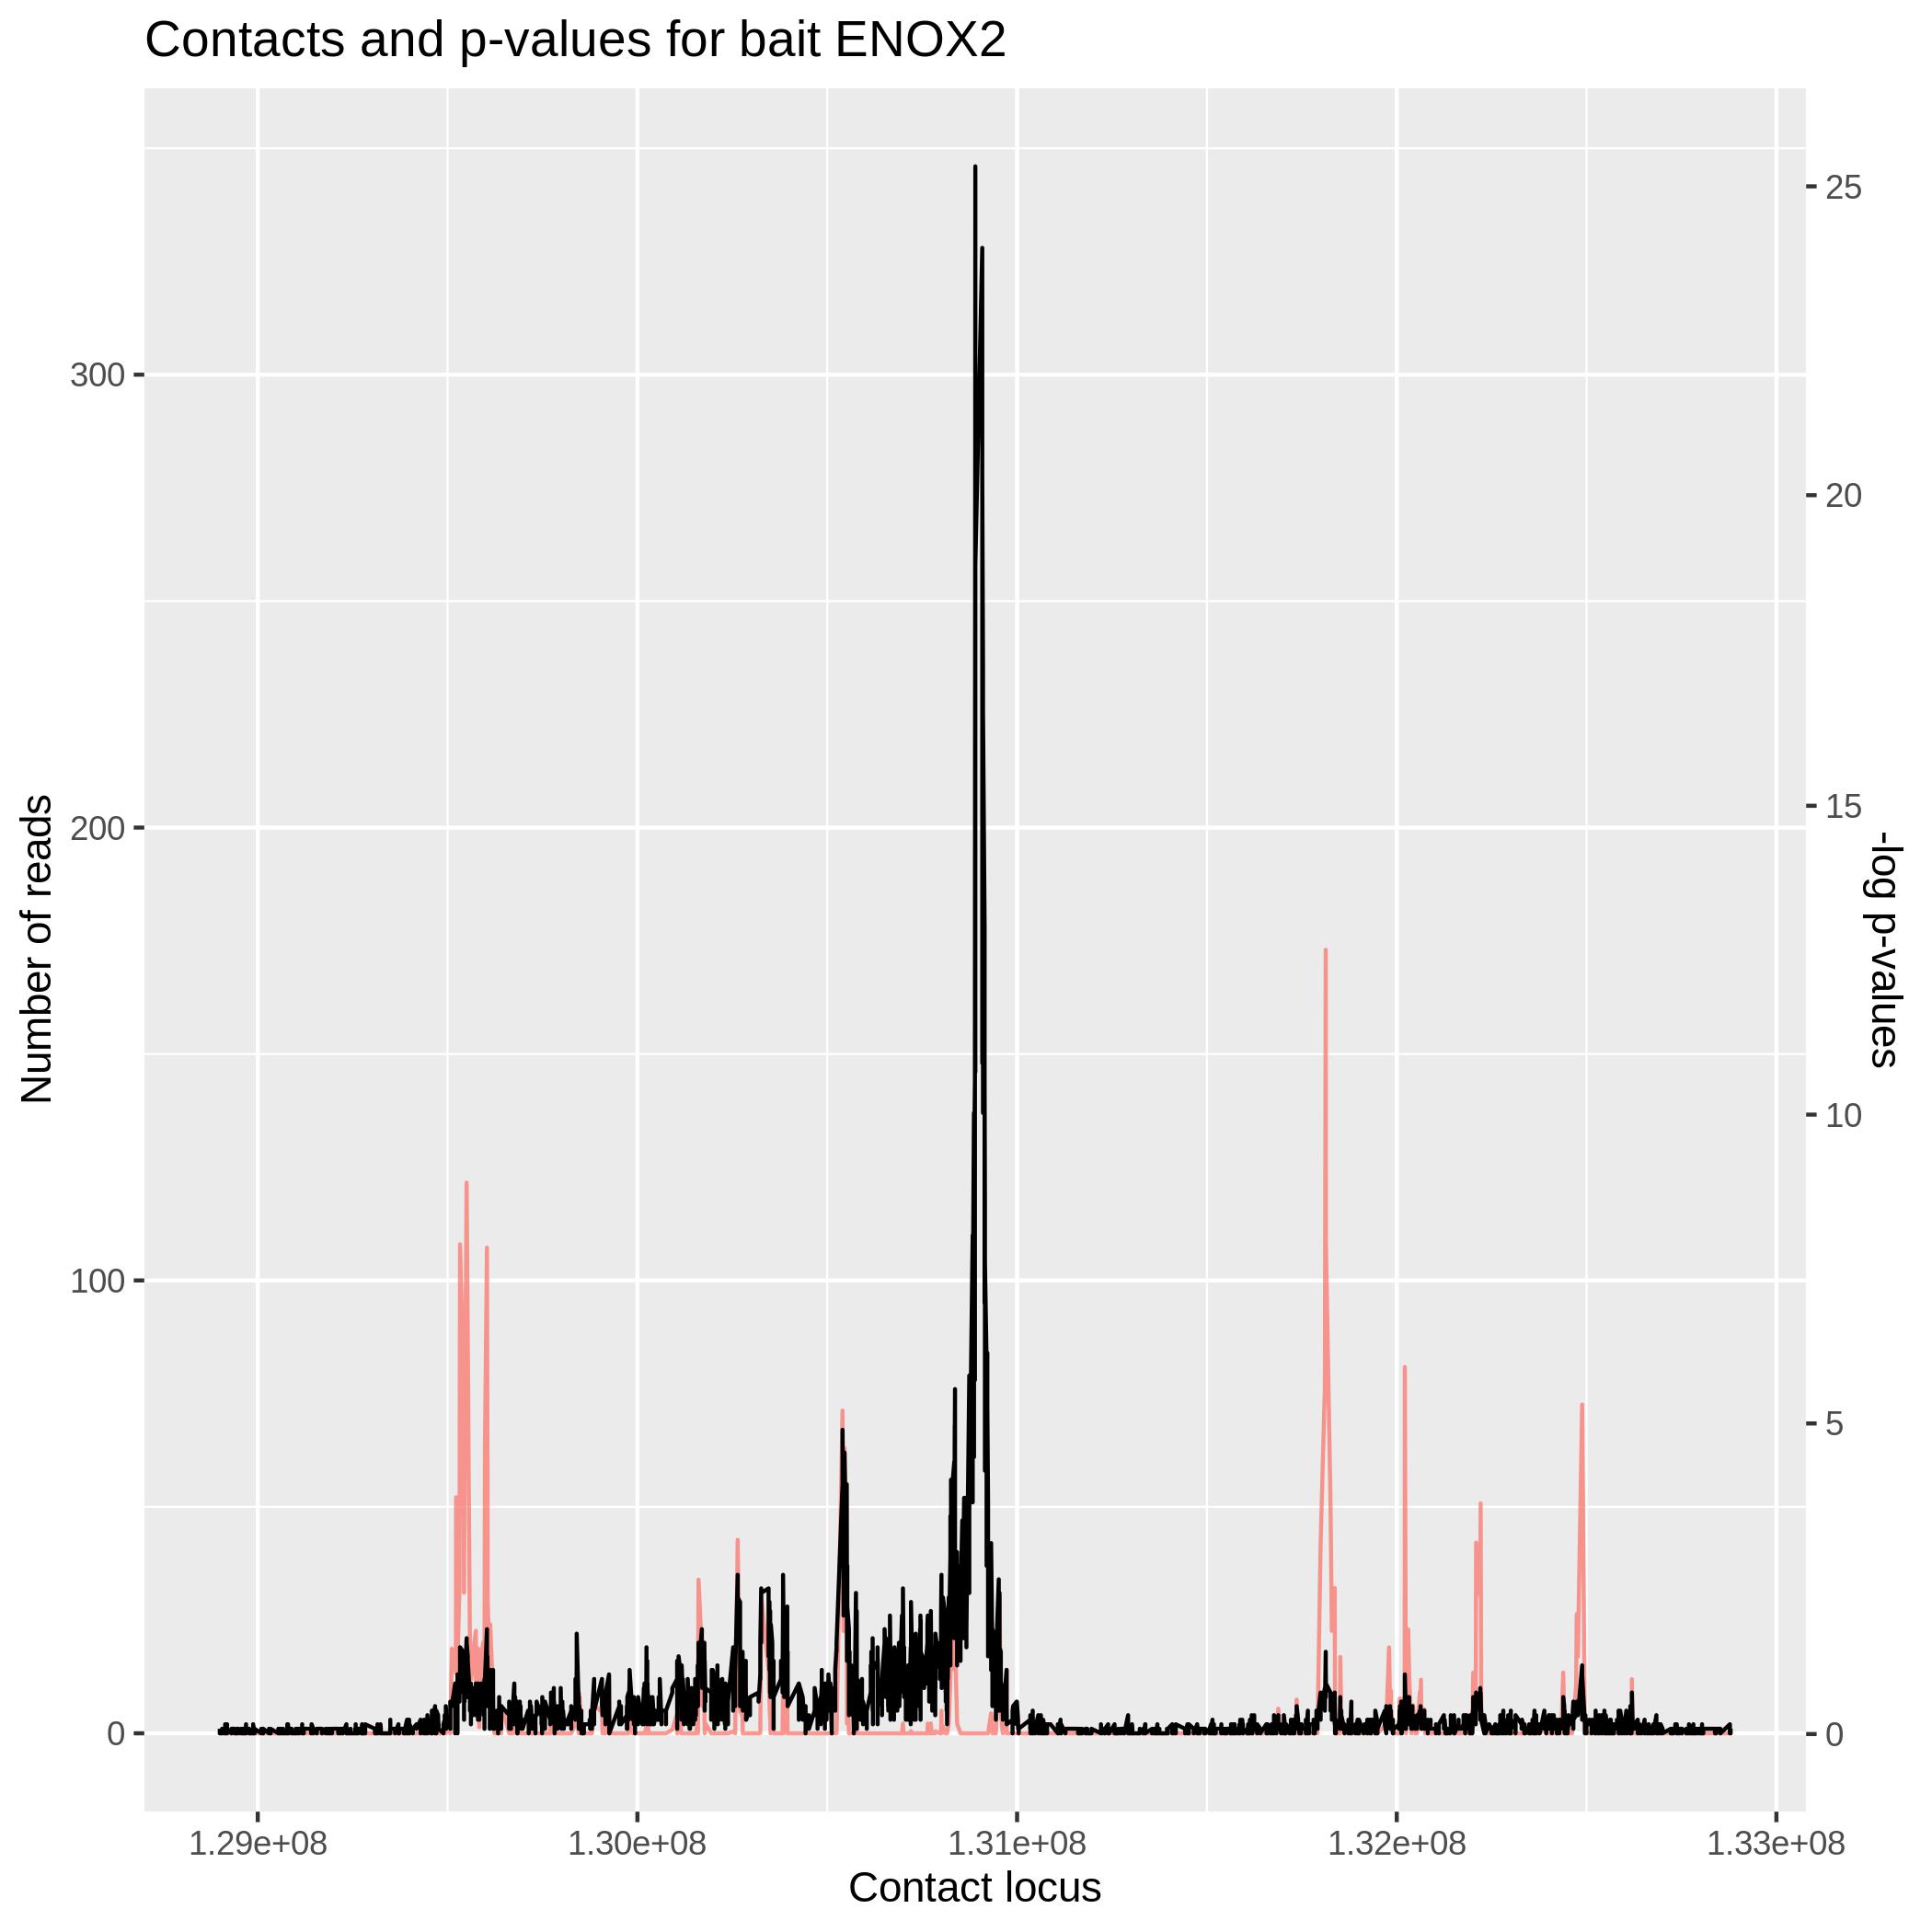 Contacts and p-values for bait ENOX2
Number of reads
300
200
100
0
25
20
15
10
5
0
-log p-values
1.29e+08
1.30e+08
1.31e+08
1.32e+08
1.33e+08
Contact locus